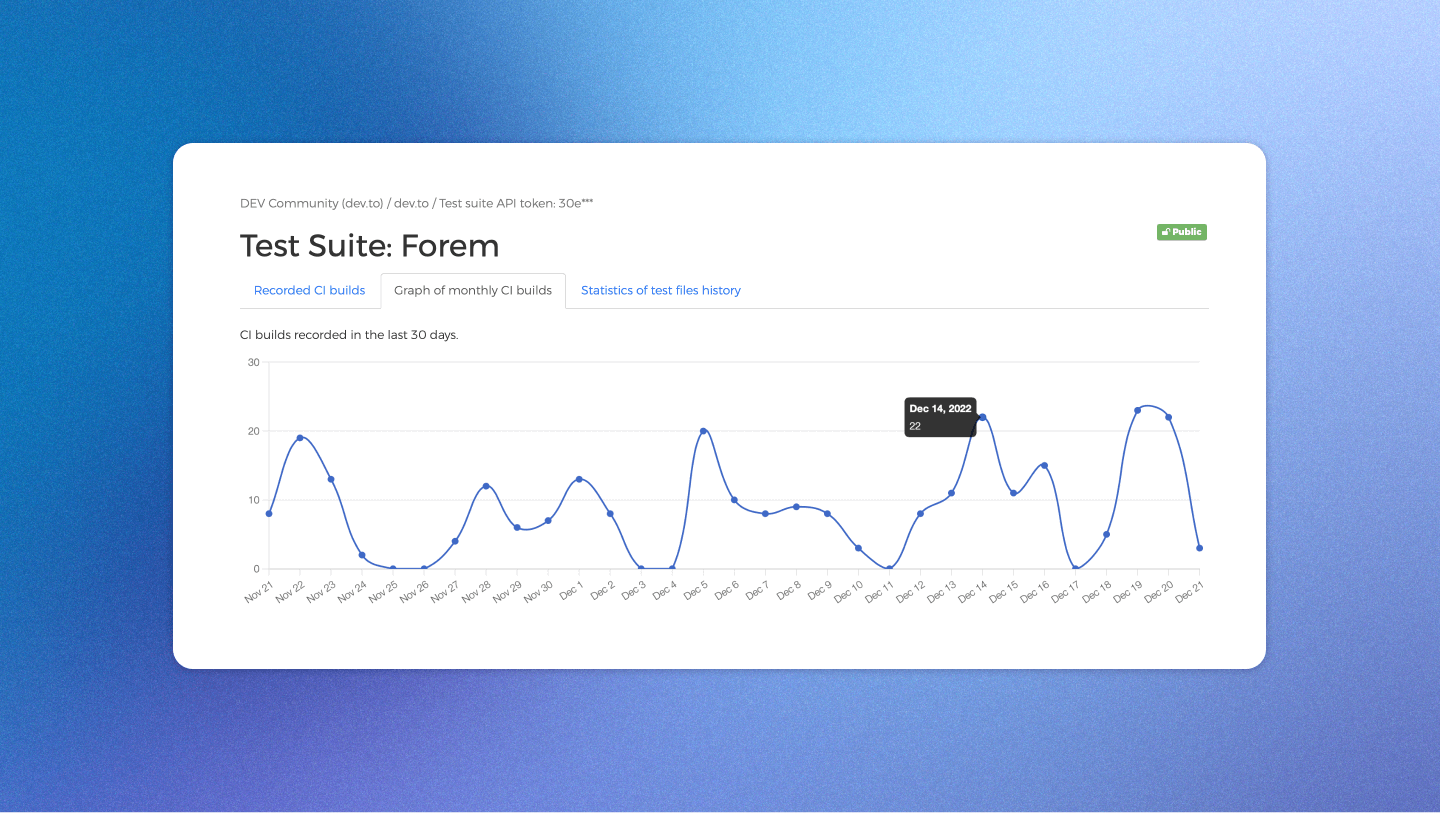 DEV Community (dev.to) / dev.to / Test suite API token: 30e***
Test Suite: Forem
Public
Recorded CI builds
Graph of monthly CI builds
Statistics of test files history
CI builds recorded in the last 30 days.
30
20
10
0
Dec 14, 2022
22
Nov 21
Nov 22
Nov 23
Nov 24
Nov 25
Nov 26
Nov 27
Nov 28
Nov 29
Nov 30
Dec 1
Dec 2
Dec 3
Dec 4
Dec 5
Dec 6
Dec 7
Dec 8
Dec 9
Dec 10
Dec 11
Dec 12
Dec 13
Dec 14
Dec 15
Dec 16
Dec 17
Dec 18
Dec 19
Dec 20
Dec 21